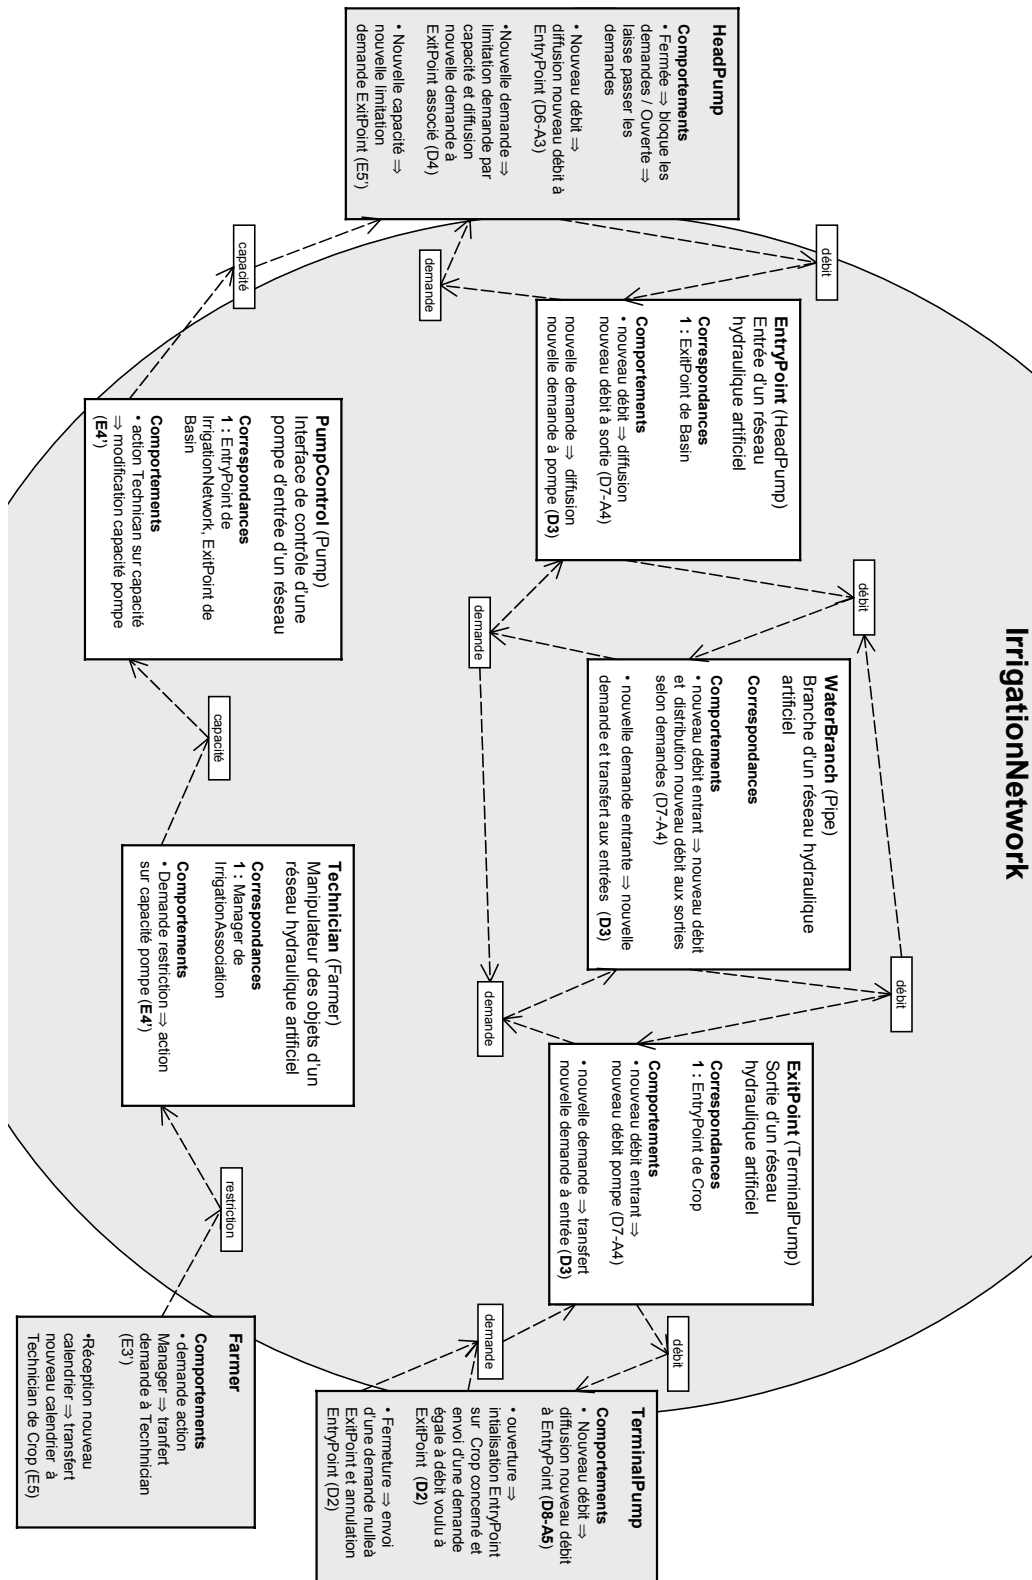 IrrigationNetwork
HeadPump
Comportements
• Fermée ⇒ bloque les
demandes / Ouverte ⇒
laisse passer les
demandes
• Nouveau débit ⇒
diffusion nouveau débit à
EntryPoint (D6-A3)
•Nouvelle demande ⇒
limitation demande par
capacité et diffusion
nouvelle demande à
ExitPoint associé (D4)
• Nouvelle capacité ⇒
nouvelle limitation
demande ExitPoint (E5')
débit
demande
capacité
EntryPoint (HeadPump)
Entrée d'un réseau
hydraulique artificiel
Correspondances
1 : ExitPoint de Basin
Comportements
• nouveau débit ⇒ diffusion
nouveau débit à sortie (D7-A4)
nouvelle demande ⇒ diffusion
nouvelle demande à pompe (D3)
PumpControl (Pump)
Interface de contrôle d'une
pompe d'entrée d'un réseau
Correspondances
1 : EntryPoint de
IrrigationNetwork, ExitPoint de
Basin
Comportements
• action Technican sur capacité
⇒ modification capacité pompe
(E4')
débit
demande
WaterBranch (Pipe)
Branche d'un réseau hydraulique
artificiel
Correspondances
Comportements
• nouveau débit entrant ⇒ nouveau débit
et distribution nouveau débit aux sorties
selon demandes (D7-A4)
• nouvelle demande entrante ⇒ nouvelle
demande et transfert aux entrées (D3)
capacité
Technician (Farmer)
Manipulateur des objets d'un
réseau hydraulique artificiel
Correspondances
1 : Manager de
IrrigationAssociation
Comportements
• Demande restriction ⇒ action
sur capacité pompe (E4')
débit
demande
ExitPoint (TerminalPump)
Sortie d'un réseau
hydraulique artificiel
Correspondances
1 : EntryPoint de Crop
Comportements
• nouveau débit entrant ⇒
nouveau débit pompe (D7-A4)
• nouvelle demande ⇒ transfert
nouvelle demande à entrée (D3)
restriction
débit
demande
TerminalPump
Comportements
• Nouveau débit ⇒
diffusion nouveau débit
à EntryPoint (D8-A5)
• ouverture ⇒
intialisation EntryPoint
sur Crop concerné et
envoi d'une demande
égale à débit voulu à
ExitPoint (D2)
• Fermeture ⇒ envoi
d'une demande nulleà
ExitPoint et annulation
EntryPoint (D2)
Farmer
Comportements
• demande action
Manager ⇒ tranfert
demande à Tecnhnician
(E3')
•Réception nouveau
calendrier ⇒ transfert
nouveau calendrier à
Technician de Crop (E5)